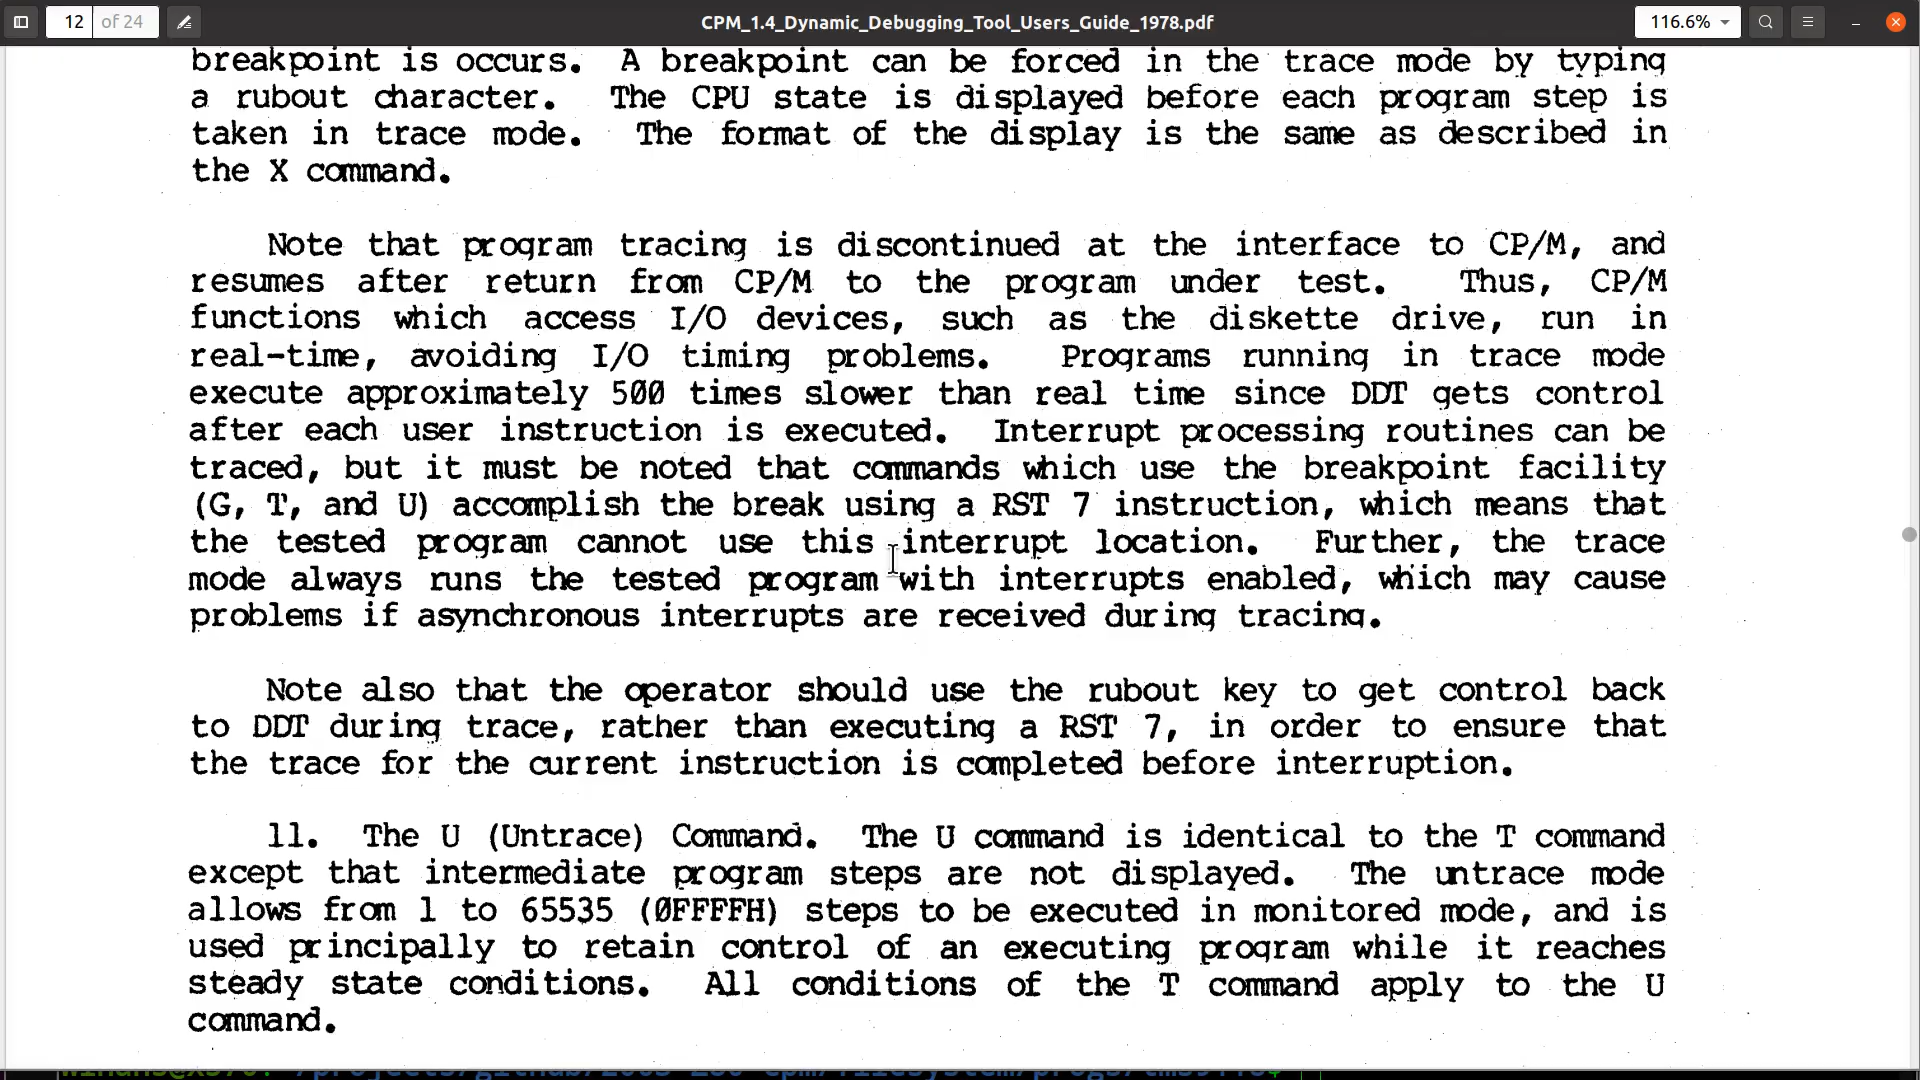 12 of 24
CPM_1.4_Dynamic_Debugging_Tool_Users_Guide_1978.pdf
116.6%
breakpoint is occurs. A breakpoint can be forced in the trace mode by typing
a rubout character. The CPU state is displayed before each program step is
taken in trace mode. The format of the display is the same as described in
the X command.
Note that program tracing is discontinued at the interface to CP/M, and
resumes after return from CP/M to the program under test. Thus, CP/M
functions which access I/O devices, such as the diskette drive, run in
real-time, avoiding I/O timing problems. Programs running in trace mode
execute approximately 500 times slower than real time since DDT gets control
after each user instruction is executed. Interrupt processing routines can be
traced, but it must be noted that commands which use the breakpoint facility
(G, T, and U) accomplish the break using a RST 7 instruction, which means that
the tested program cannot use this interrupt location. Further, the trace
mode always runs the tested program with interrupts enabled, which may cause
problems if asynchronous interrupts are received during tracing.
Note also that the operator should use the rubout key to get control back
to DDT during trace, rather than executing a RST 7, in order to ensure that
the trace for the current instruction is completed before interruption.
11. The U (Untrace) Command. The U command is identical to the T command
except that intermediate program steps are not displayed. The untrace mode
allows from 1 to 65535 (0FFFFH) steps to be executed in monitored mode, and is
used principally to retain control of an executing program while it reaches
steady state conditions. All conditions of the T command apply to the U
command.